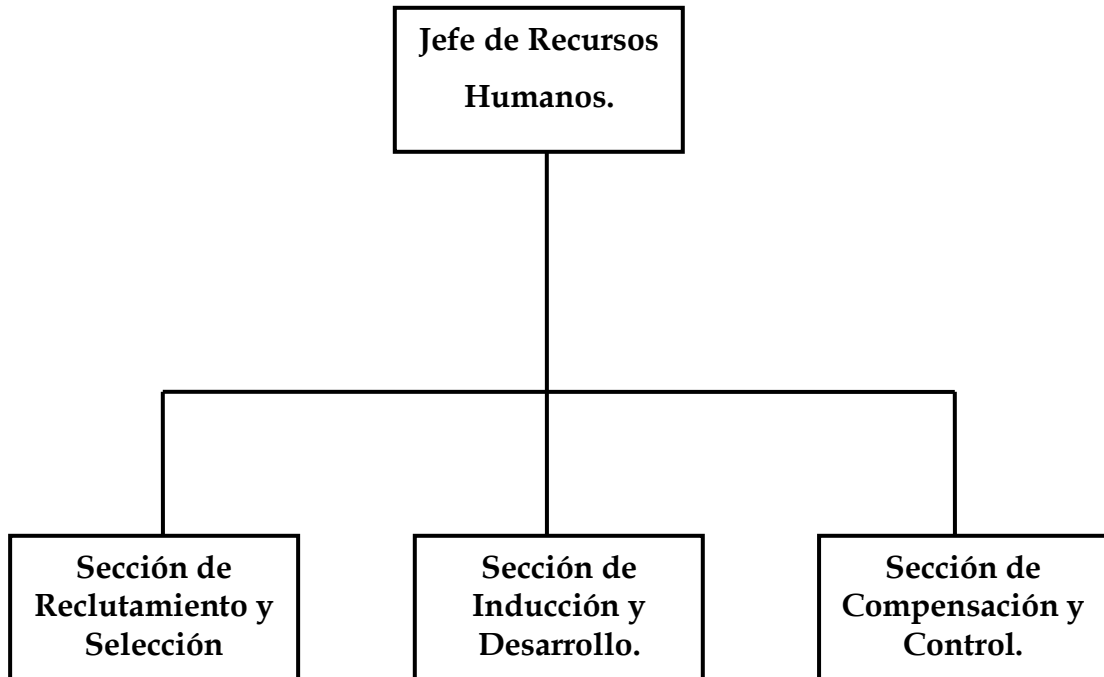 Jefe de Recursos
Humanos.
Sección de
Reclutamiento y
Selección
Sección de
Inducción y
Desarrollo.
Sección de
Compensación y
Control.